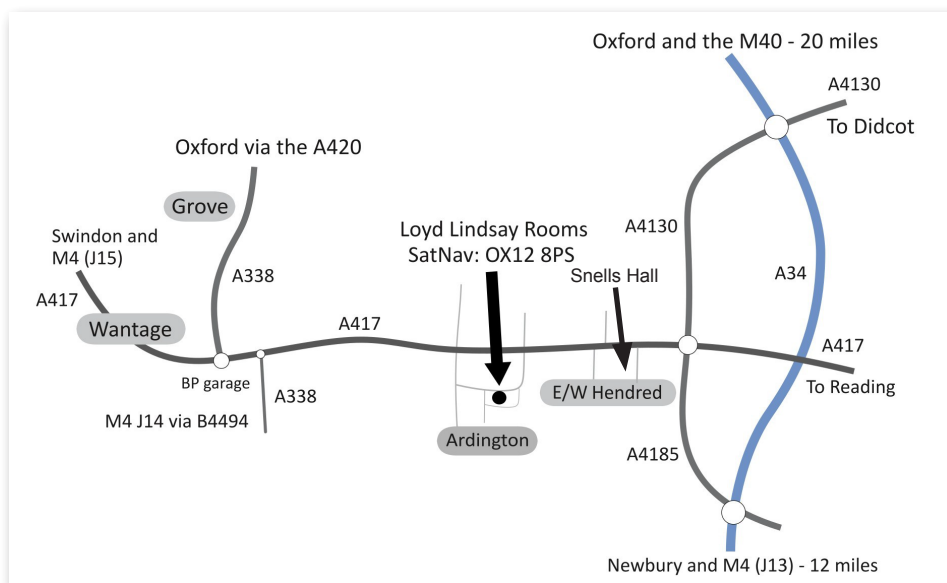 Oxford and the M40 - 20 miles
A4130
To Didcot
Oxford via the A420
Grove
A4130
Loyd Lindsay Rooms
SatNav: OX12 8PS
Swindon and
M4 (J15)
Snells Hall
A338
A34
A417
Wantage
A417
A417
BP garage
To Reading
A338
E/W Hendred
M4 J14 via B4494
Ardington
A4185
Newbury and M4 (J13) - 12 miles